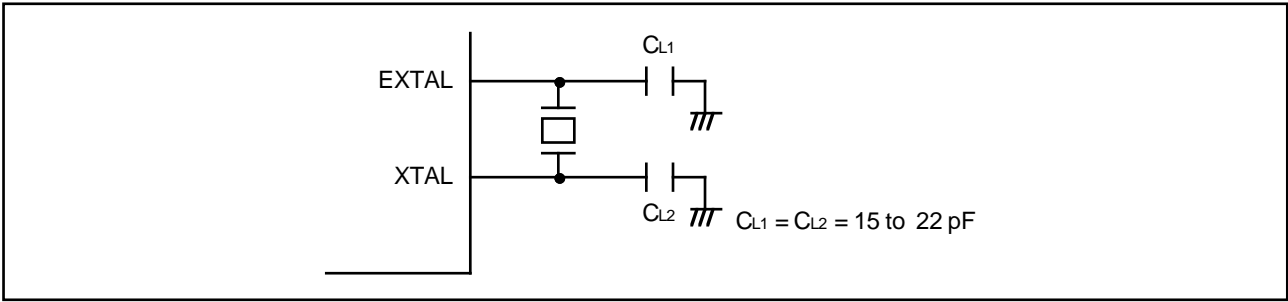 CL1
EXTAL
XTAL
CL2
CL1 = CL2 = 15 to 22 pF